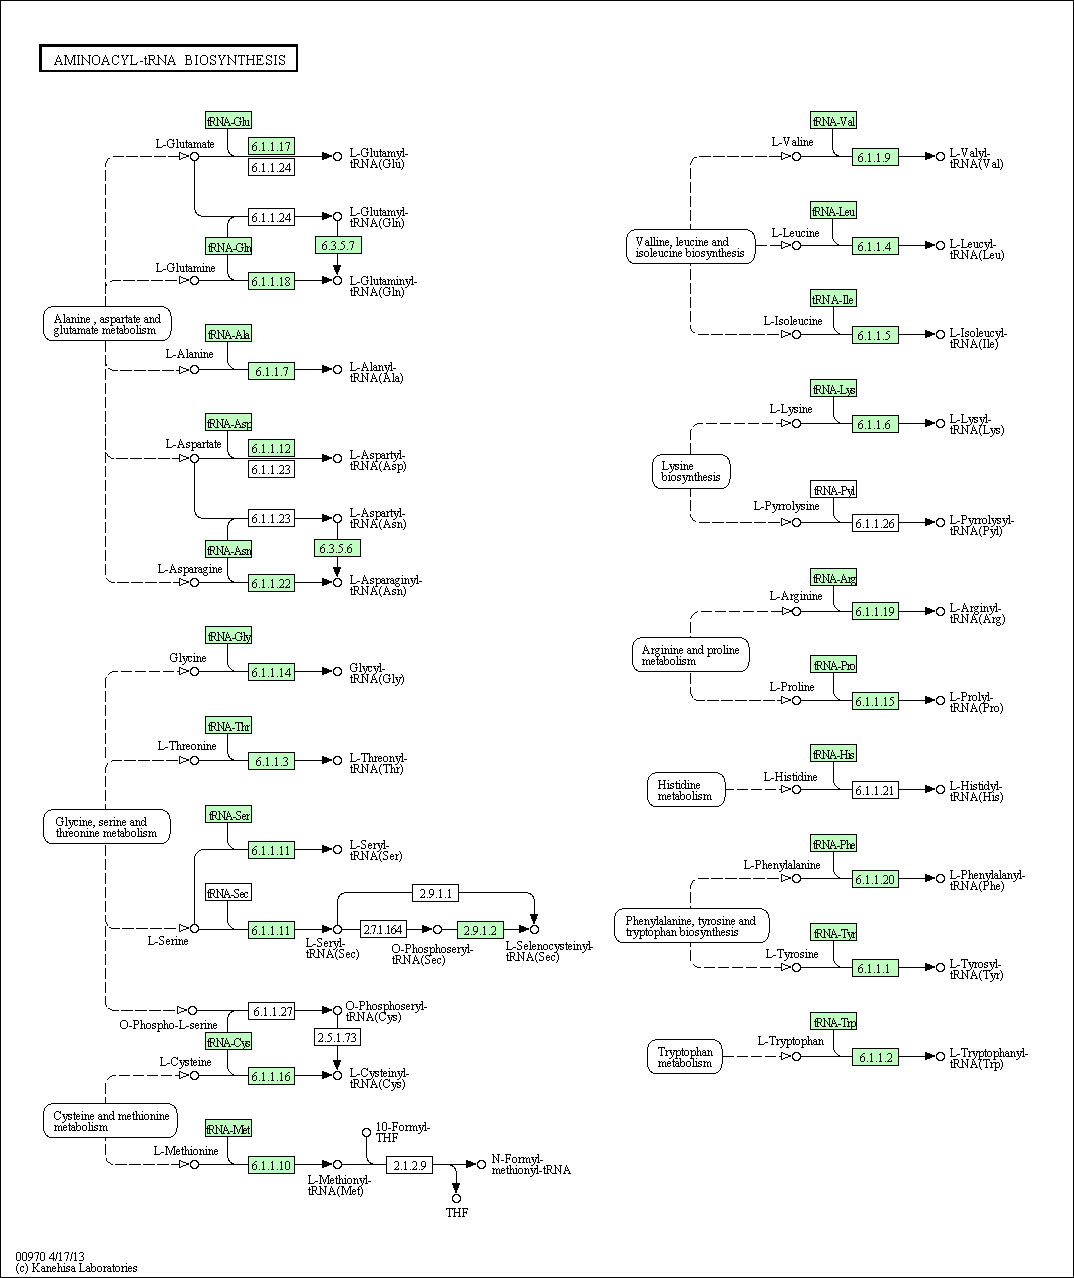 AMINOACYL-tRNA BIOSYNTHESIS
tRNA-Glu
L-Glutamate
6.1.1.17
6.1.1.24
L-Glutamyl-
tRNA(Glu)
6.1.1.24
L-Glutamyl-
tRNA(Gln)
tRNA-Gln
6.3.5.7
L-Glutamine
6.1.1.18
L-Glutaminyl-
tRNA(Gln)
Alanine , aspartate and
glutamate metabolism
tRNA-Ala
L-Alanine
6.1.1.7
L-Alanyl-
tRNA(Ala)
tRNA-Asp
L-Aspartate
6.1.1.12
6.1.1.23
L-Aspartyl-
tRNA(Asp)
6.1.1.23
L-Aspartyl-
tRNA(Asn)
tRNA-Asn
6.3.5.6
L-Asparagine
6.1.1.22
L-Asparaginyl-
tRNA(Asn)
tRNA-Gly
Glycine
6.1.1.14
Glycyl-
tRNA(Gly)
tRNA-Thr
L-Threonine
6.1.1.3
L-Threonyl-
tRNA(Thr)
Glycine, serine and
threonine metabolism
tRNA-Ser
6.1.1.11
L-Seryl-
tRNA(Ser)
tRNA-Sec
L-Serine
6.1.1.11
L-Seryl-
tRNA(Sec)
2.9.1.1
2.7.1.164
O-Phosphoseryl-
tRNA(Sec)
2.9.1.2
L-Selenocysteinyl-
tRNA(Sec)
O-Phospho-L-serine
6.1.1.27
O-Phosphoseryl-
tRNA(Cys)
tRNA-Cys
2.5.1.73
L-Cysteine
6.1.1.16
L-Cysteinyl-
tRNA(Cys)
Cysteine and methionine
metabolism
tRNA-Met
L-Methionine
6.1.1.10
L-Methionyl-
tRNA(Met)
10-Formyl-
THF
2.1.2.9
N-Formyl-
methionyl-tRNA
THF
tRNA-Val
L-Valine
6.1.1.9
L-Valyl-
tRNA(Val)
tRNA-Leu
Valline, leucine and
isoleucine biosynthesis
L-Leucine
6.1.1.4
L-Leucyl-
tRNA(Leu)
tRNA-Ile
L-Isoleucine
6.1.1.5
L-Isoleucyl-
tRNA(Ile)
tRNA-Lys
L-Lysine
6.1.1.6
L-Lysyl-
tRNA(Lys)
Lysine
biosynthesis
tRNA-Pyl
L-Pyrrolysine
6.1.1.26
L-Pyrrolysyl-
tRNA(Pyl)
tRNA-Arg
L-Arginine
6.1.1.19
L-Arginyl-
tRNA(Arg)
Arginine and proline
metabolism
tRNA-Pro
L-Proline
6.1.1.15
L-Prolyl-
tRNA(Pro)
tRNA-His
Histidine
metabolism
L-Histidine
6.1.1.21
L-Histidyl-
tRNA(His)
tRNA-Phe
L-Phenylalanine
6.1.1.20
L-Phenylalanyl-
tRNA(Phe)
Phenylalanine, tyrosine and
tryptophan biosynthesis
tRNA-Tyr
L-Tyrosine
6.1.1.1
L-Tyrosyl-
tRNA(Tyr)
tRNA-Trp
Tryptophan
metabolism
L-Tryptophan
6.1.1.2
L-Tryptophanyl-
tRNA(Trp)
00970 4/17/13
(c) Kanehisa Laboratories